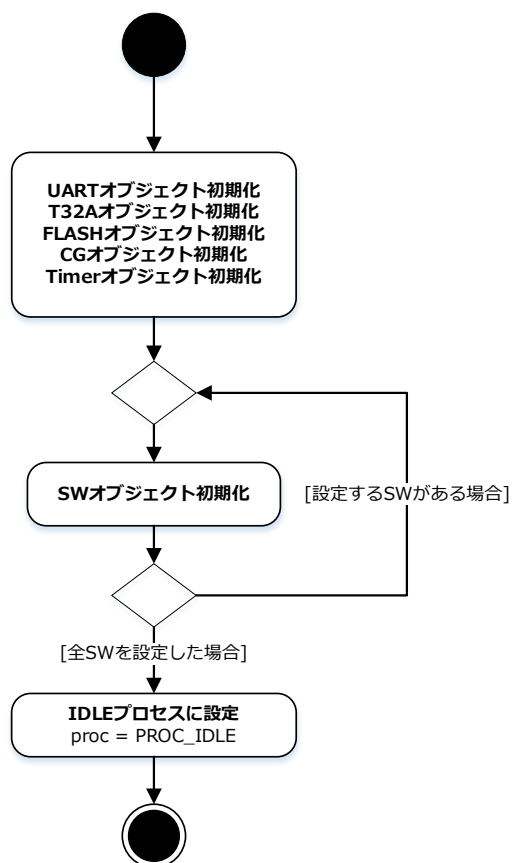 UARTオブジェクト初期化
T32Aオブジェクト初期化
FLASHオブジェクト初期化
CGオブジェクト初期化
Timerオブジェクト初期化
SWオブジェクト初期化
[設定するSWがある場合]
[全SWを設定した場合]
IDLEプロセスに設定
proc = PROC_IDLE